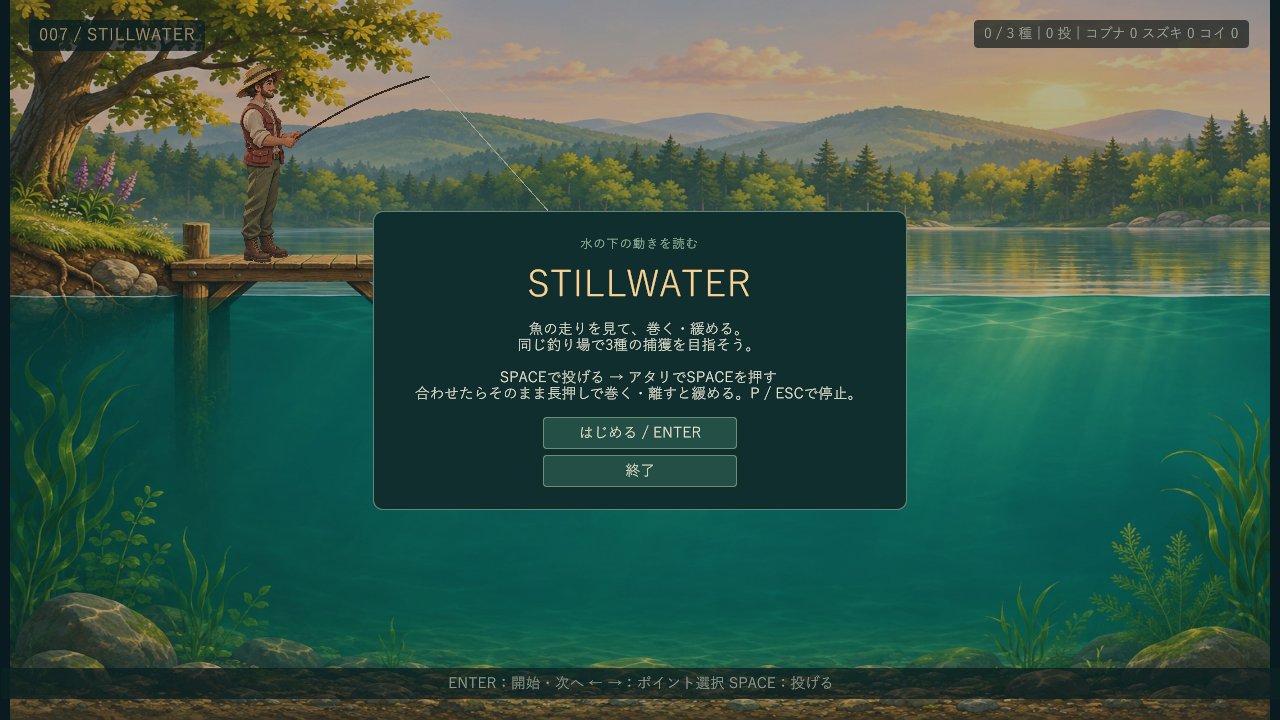 007 / STILLWATER
0 / 3 種 | 0 投 | コブナ 0 スズキ 0 コイ 0
水の下の動きを読む
STILLWATER
魚の走りを見て、巻く・緩める。
同じ釣り場で3種の捕獲を目指そう。
SPACEで投げる → アタリでSPACEを押す
合わせたらそのまま長押しで巻く・離すと緩める。P / ESCで停止。
はじめる / ENTER
終了
ENTER：開始・次へ ← →：ポイント選択 SPACE：投げる